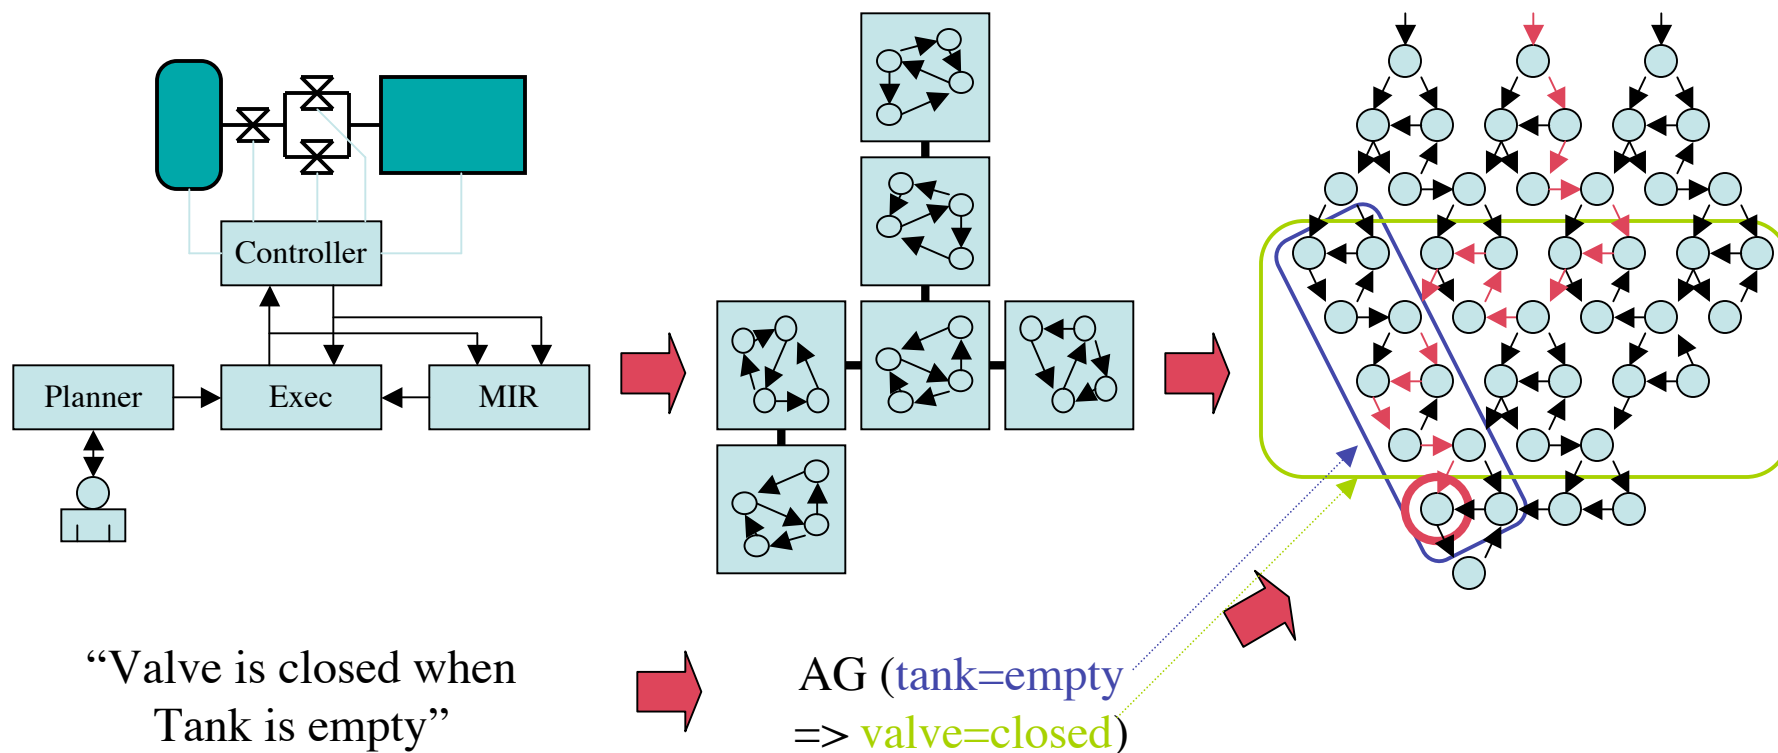 Controller
Planner
Exec
MIR
“Valve is closed when
Tank is empty”
AG (tank=empty
=> valve=closed)